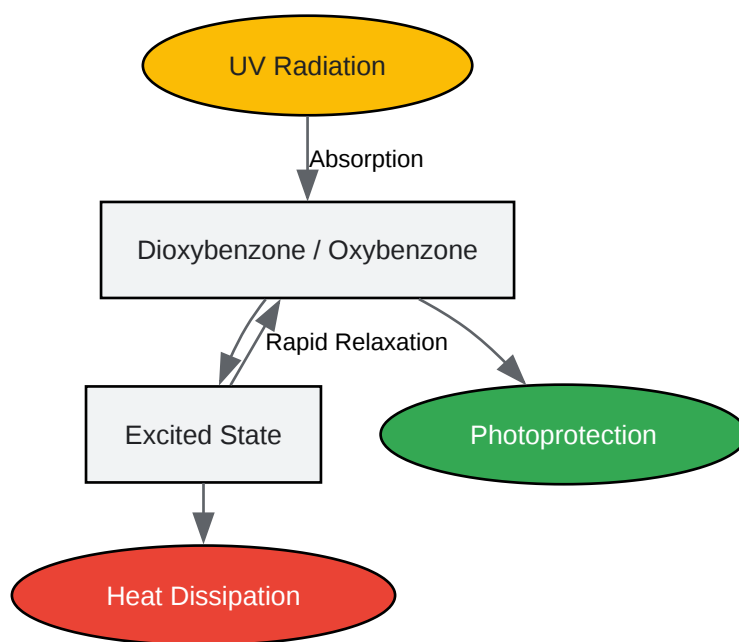 UV Radiation
Absorption
Dioxybenzone / Oxybenzone
Rapid Relaxation
Excited State
Photoprotection
Heat Dissipation